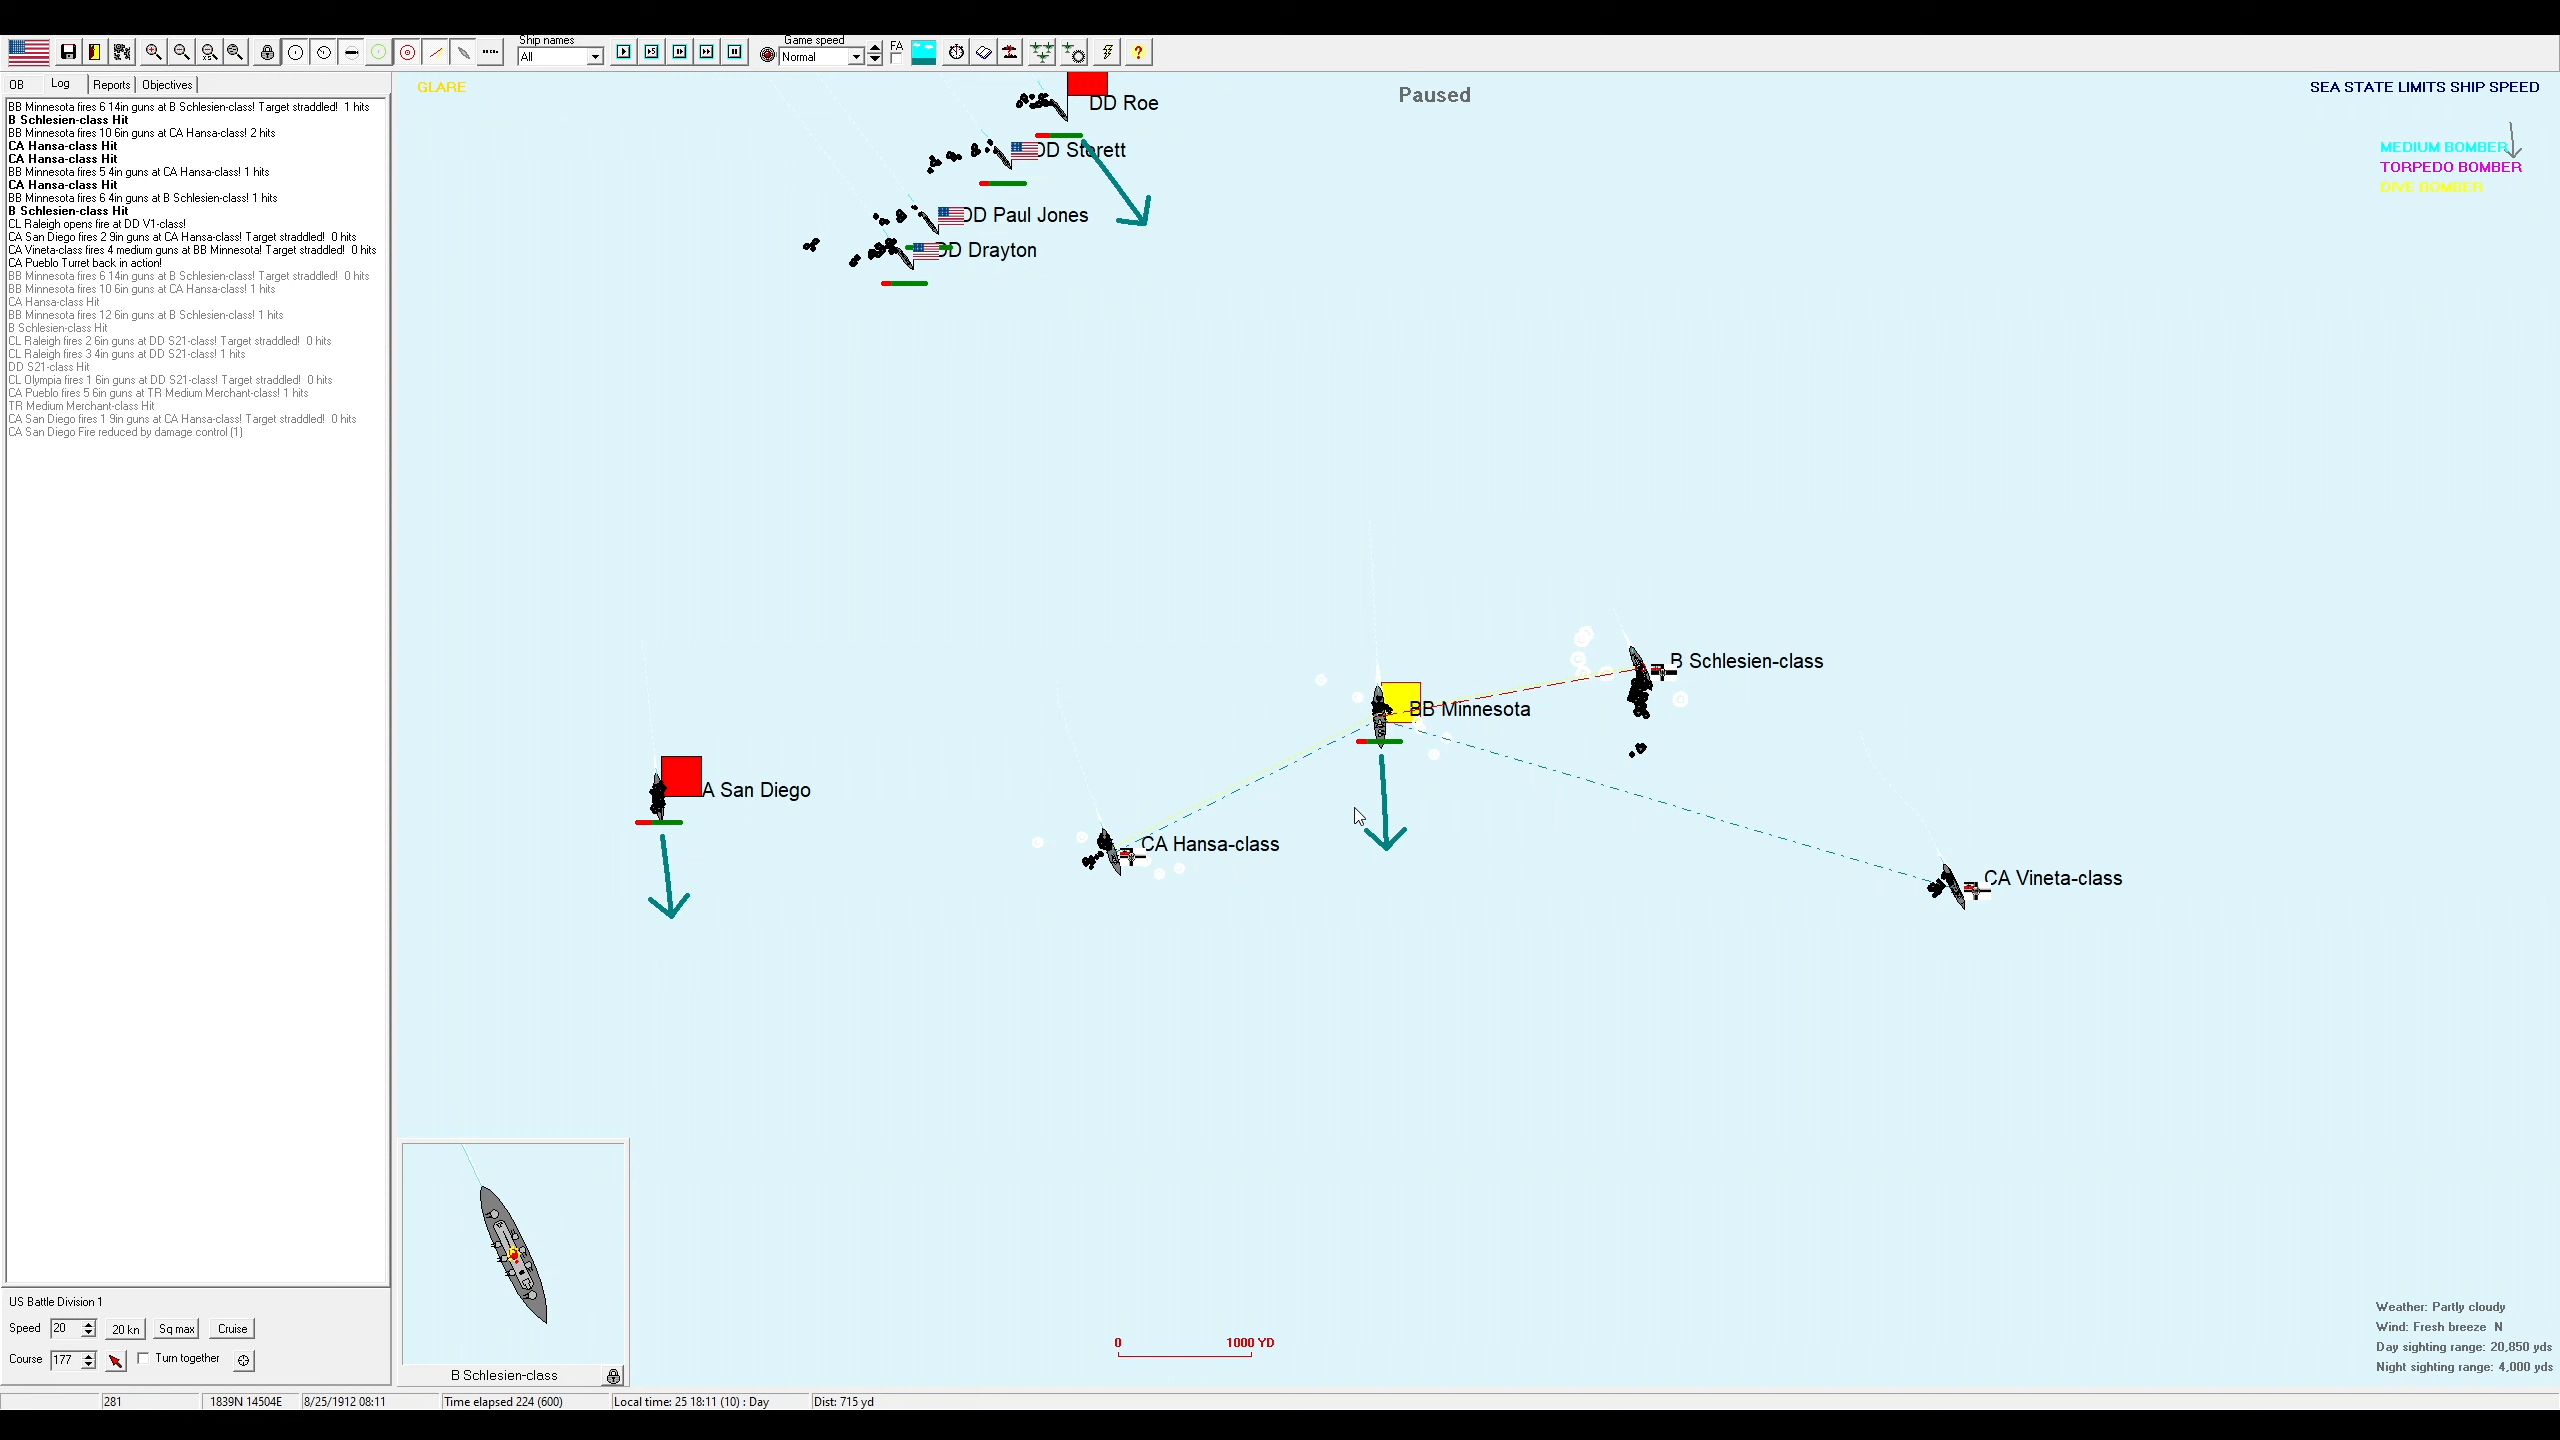 Ship names
All
Game speed
Normal
FA
OB
Log
Reports
Objectives
BB Minnesota fires 6 14in guns at B Schlesien-class! Target straddled!  1 hits
B Schlesien-class Hit
BB Minnesota fires 10 6in guns at CA Hansa-class! 2 hits
CA Hansa-class Hit
CA Hansa-class Hit
BB Minnesota fires 5 4in guns at CA Hansa-class! 1 hits
CA Hansa-class Hit
BB Minnesota fires 6 4in guns at B Schlesien-class! 1 hits
B Schlesien-class Hit
CL Raleigh opens fire at DD V1-class!
CA San Diego fires 2 9in guns at CA Hansa-class! Target straddled!  0 hits
CA Vineta-class fires 4 medium guns at BB Minnesota! Target straddled!  0 hits
CA Pueblo Turret back in action!
BB Minnesota fires 6 14in guns at B Schlesien-class! Target straddled!  0 hits
BB Minnesota fires 10 6in guns at CA Hansa-class! 1 hits
CA Hansa-class Hit
BB Minnesota fires 12 6in guns at B Schlesien-class! 1 hits
B Schlesien-class Hit
CL Raleigh fires 2 6in guns at DD S21-class! Target straddled!  0 hits
CL Raleigh fires 3 4in guns at DD S21-class! 1 hits
DD S21-class Hit
CL Olympia fires 1 6in guns at DD S21-class! Target straddled!  0 hits
CA Pueblo fires 5 6in guns at TR Medium Merchant-class! 1 hits
TR Medium Merchant-class Hit
CA San Diego fires 1 9in guns at CA Hansa-class! Target straddled!  0 hits
CA San Diego Fire reduced by damage control (1)
GLARE
Paused
SEA STATE LIMITS SHIP SPEED
MEDIUM BOMBER
TORPEDO BOMBER
DIVE BOMBER
DD Roe
DD Sterett
DD Paul Jones
DD Drayton
B Schlesien-class
BB Minnesota
A San Diego
CA Hansa-class
CA Vineta-class
0 1000 YD
B Schlesien-class
Weather: Partly cloudy
Wind: Fresh breeze  N
Day sighting range: 20,850 yds
Night sighting range: 4,000 yds
US Battle Division 1
Speed 20 20 kn Sq max Cruise
Course 177 Turn together
281 1839N 14504E 8/25/1912 08:11 Time elapsed 224 (600) Local time: 25 18:11 (10) : Day Dist: 715 yd